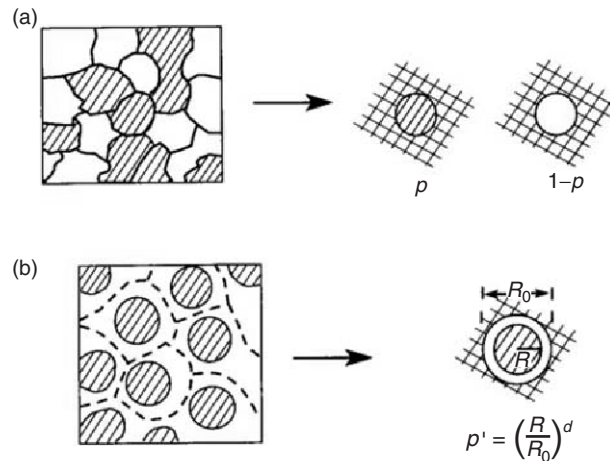 (a)
p
1–p
(b)
R₀
R
p' = (R/R₀)ᵈ